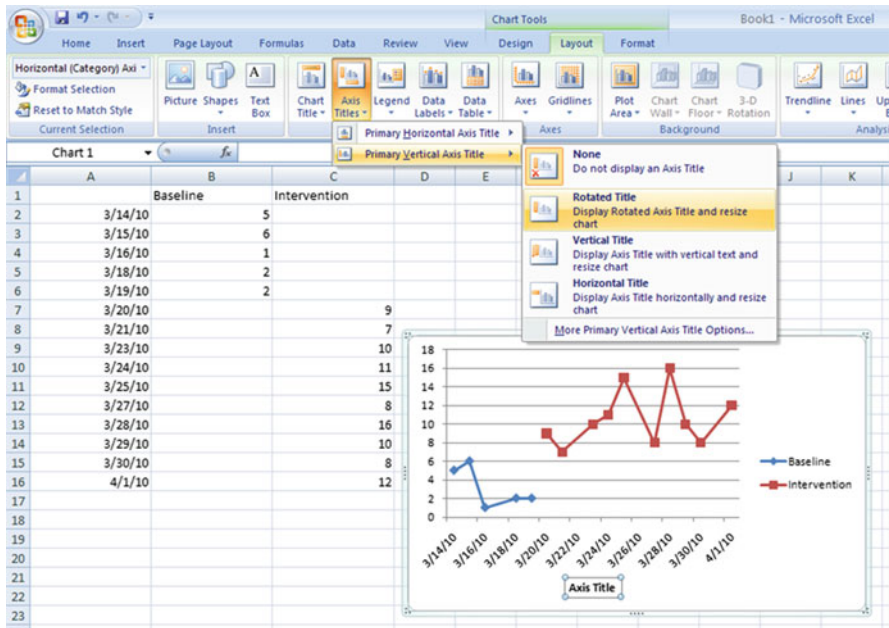 Chart Tools
Book1 - Microsoft Excel
Home Insert Page Layout Formulas Data Review View Design Layout Format
Horizontal (Category) Axi
Format Selection
Reset to Match Style
Current Selection
Picture Shapes Text Box
Insert
Chart Title Axis Titles Legend Data Labels Data Table
Axes Gridlines
Axes
Plot Area Chart Wall Chart Floor 3-D Rotation
Background
Trendline Lines
Primary Horizontal Axis Title
Primary Vertical Axis Title
None
Do not display an Axis Title
Rotated Title
Display Rotated Axis Title and resize
chart
Vertical Title
Display Axis Title with vertical text and
resize chart
Horizontal Title
Display Axis Title horizontally and resize
chart
More Primary Vertical Axis Title Options...
Chart 1 fx
A B C D E J K
1 Baseline Intervention
2 3/14/10 5
3 3/15/10 6
4 3/16/10 1
5 3/18/10 2
6 3/19/10 2
7 3/20/10 9
8 3/21/10 7
9 3/23/10 10
10 3/24/10 11
11 3/25/10 15
12 3/27/10 8
13 3/28/10 16
14 3/29/10 10
15 3/30/10 8
16 4/1/10 12
17
18
19
20
21
22
23
18
16
14
12
10
8
6
4
2
0
3/14/10 3/16/10 3/18/10 3/20/10 3/22/10 3/24/10 3/26/10 3/28/10 3/30/10 4/1/10
Axis Title
Baseline
Intervention